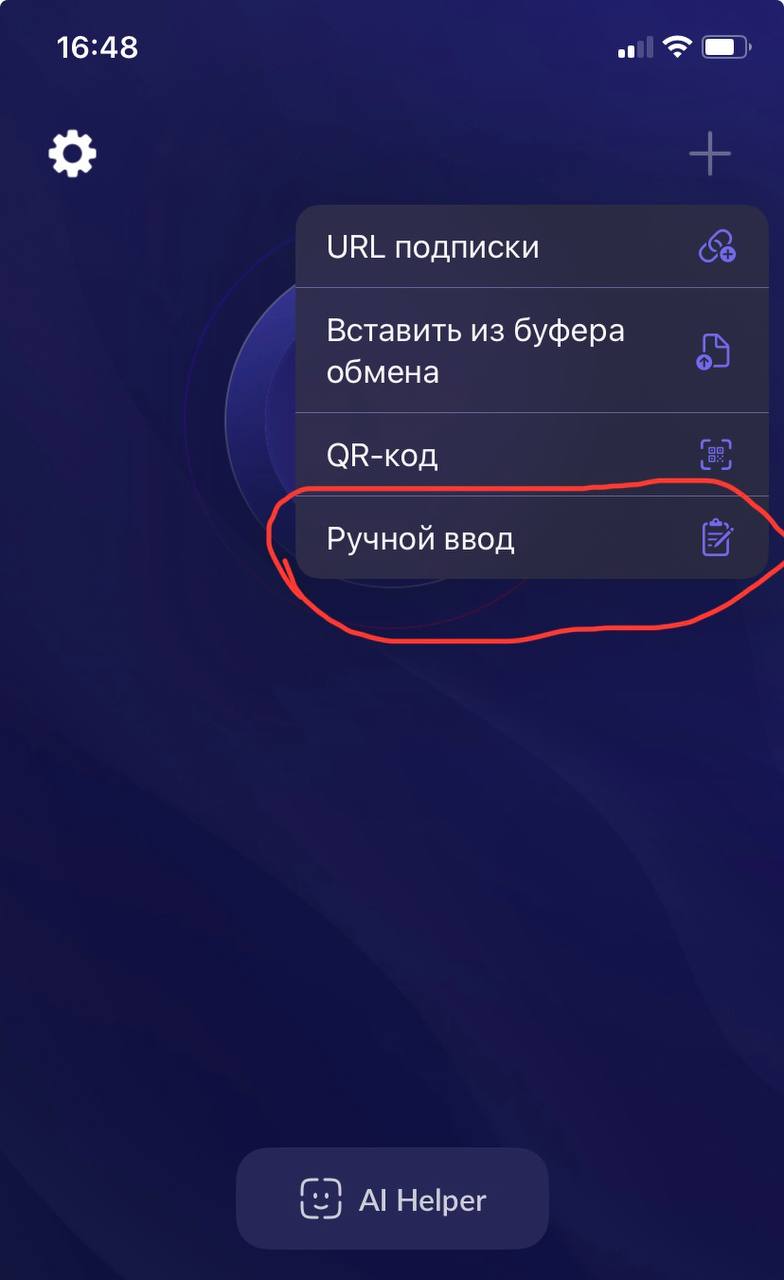 16:48
URL подписки
Вставить из буфера
обмена
QR-код
Ручной ввод
AI Helper